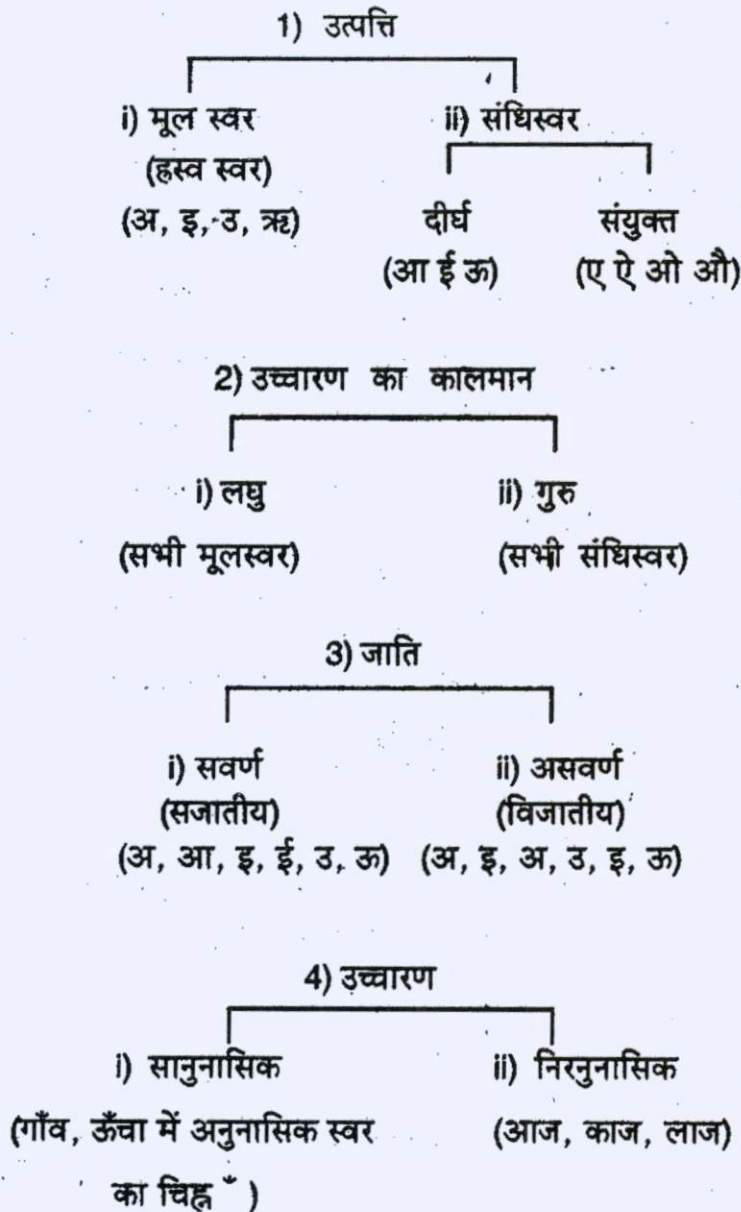 1) उत्पत्ति
i) मूल स्वर ii) संधिस्वर
(ह्रस्व स्वर)
(अ, इ, उ, ऋ) दीर्घ संयुक्त
(आ ई ऊ) (ए ऐ ओ औ)
2) उच्चारण का कालमान
i) लघु ii) गुरु
(सभी मूलस्वर) (सभी संधिस्वर)
3) जाति
i) सवर्ण ii) असवर्ण
(सजातीय) (विजातीय)
(अ, आ, इ, ई, उ, ऊ) (अ, इ, अ, उ, इ, ऊ)
4) उच्चारण
i) सानुनासिक ii) निरनुनासिक
(गाँव, ऊँचा में अनुनासिक स्वर (आज, काज, लाज)
का चिह्न ँ )